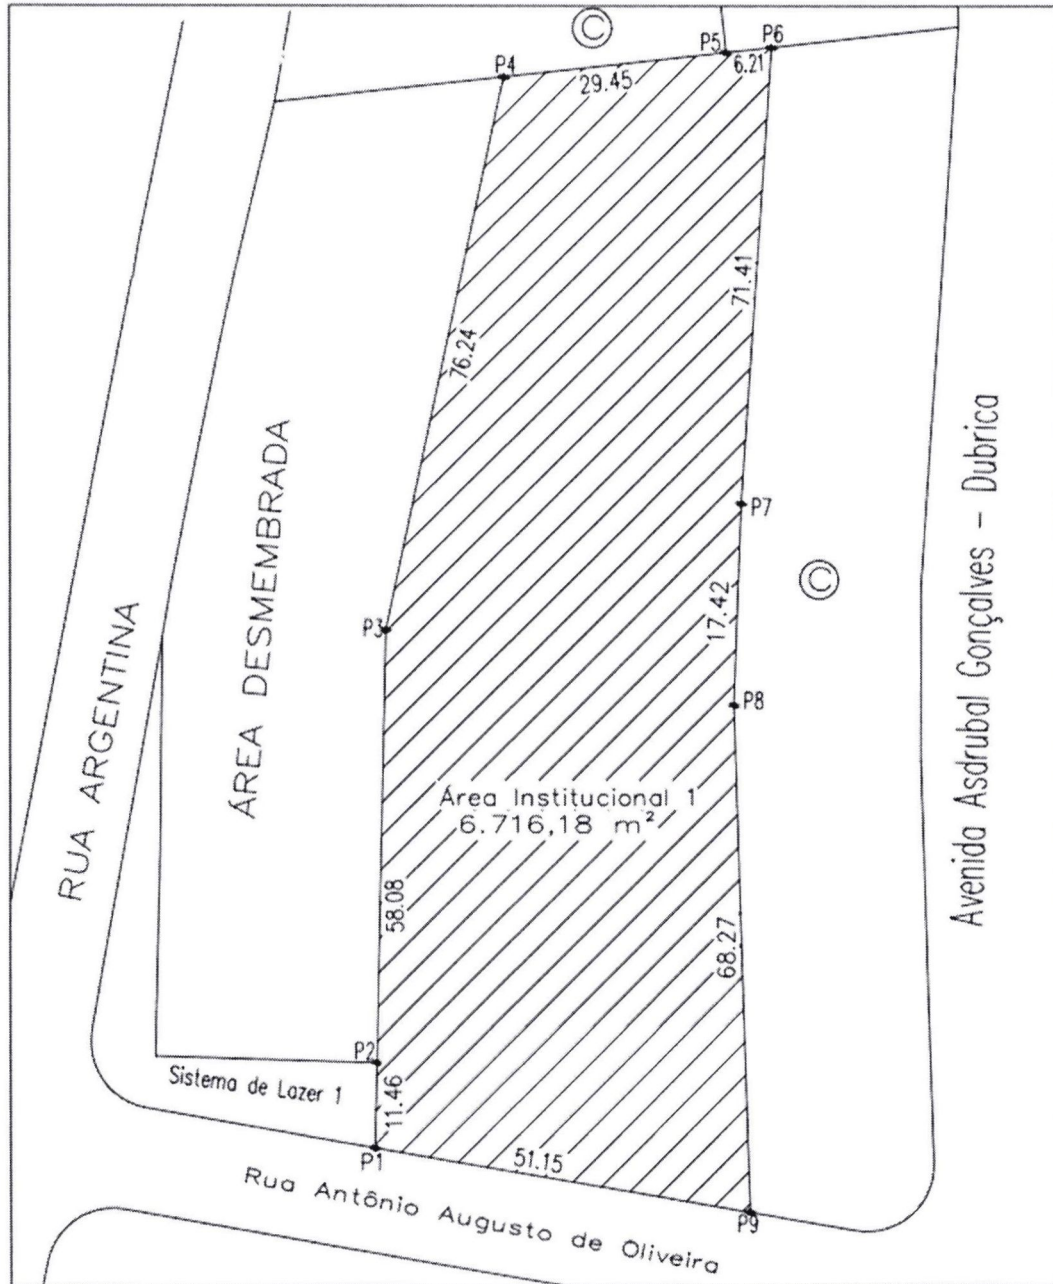 ©
P5
P6
P4
29.45
6.21
71.41
76.24
P7
ÁREA DESMEMBRADA
©
Avenida Asdrubal Gonçalves - Dubrica
RUA ARGENTINA
P3
17.42
P8
Área Institucional 1
6.716,18 m²
58.08
68.27
P2
Sistema de Lazer 1
11.46
P1
51.15
Rua Antônio Augusto de Oliveira
P9